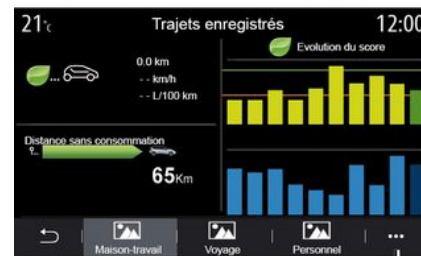 21°c
Trajets enregistrés
12:00
Evolution du score
0.0 km
- - km/h
- - L/100 km
Distance sans consommation
65Km
Maison-travail
Voyage
Personnel